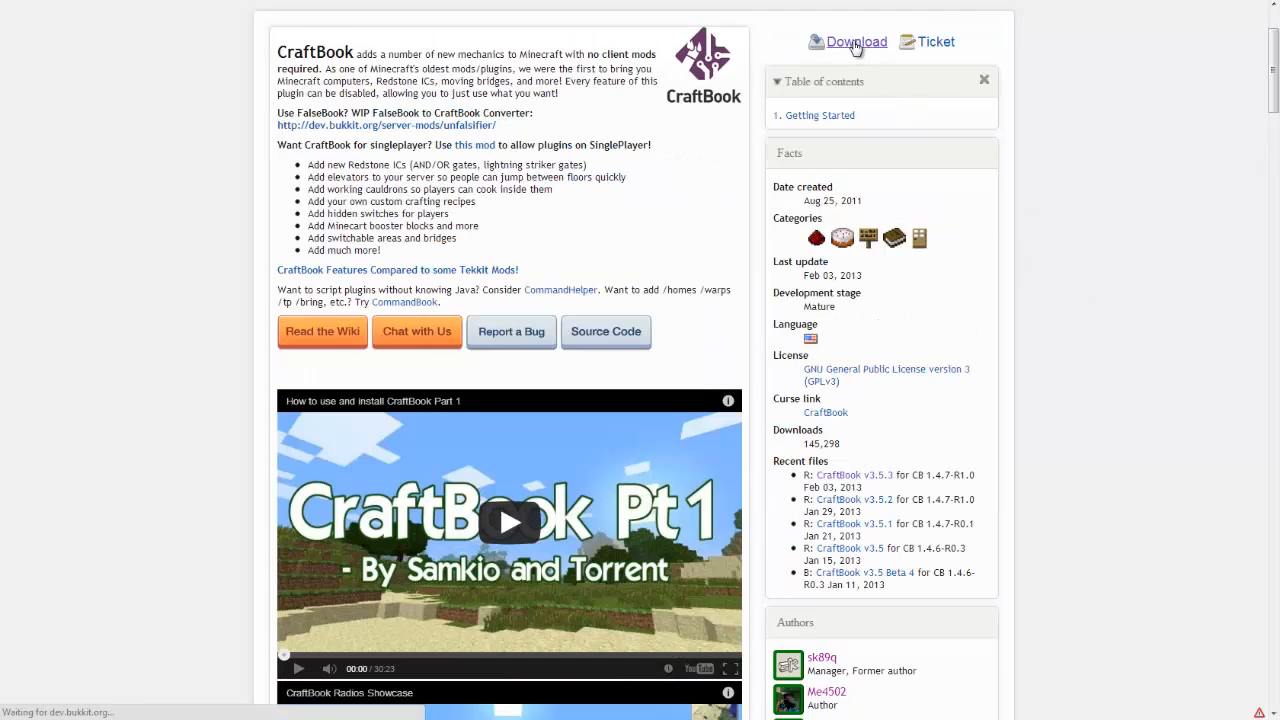 CraftBook adds a number of new mechanics to Minecraft with no client mods
required. As one of Minecraft's oldest mods/plugins, we were the first to bring you
Minecraft computers, Redstone ICs, moving bridges, and more! Every feature of this
plugin can be disabled, allowing you to just use what you want!
CraftBook
Use FalseBook? WIP FalseBook to CraftBook Converter:
http://dev.bukkit.org/server-mods/unfalsifier/
Want CraftBook for singleplayer? Use this mod to allow plugins on SinglePlayer!
Add new Redstone ICs (AND/OR gates, lightning striker gates)
Add elevators to your server so people can jump between floors quickly
Add working cauldrons so players can cook inside them
Add your own custom crafting recipes
Add hidden switches for players
Add Minecart booster blocks and more
Add switchable areas and bridges
Add much more!
CraftBook Features Compared to some Tekkit Mods!
Want to script plugins without knowing Java? Consider CommandHelper. Want to add /homes /warps
/tp /bring, etc.? Try CommandBook.
Read the Wiki Chat with Us Report a Bug Source Code
How to use and install CraftBook Part 1
CraftBook Pt1
- By Samkio and Torrent
00:00 / 30:23 YouTube
CraftBook Radios Showcase
Waiting for dev.bukkit.org...
Download Ticket
Table of contents
1. Getting Started
Facts
Date created
Aug 25, 2011
Categories
Last update
Feb 03, 2013
Development stage
Mature
Language
License
GNU General Public License version 3
(GPLv3)
Curse link
CraftBook
Downloads
145,298
Recent files
R: CraftBook v3.5.3 for CB 1.4.7-R1.0
Feb 03, 2013
R: CraftBook v3.5.2 for CB 1.4.7-R1.0
Jan 29, 2013
R: CraftBook v3.5.1 for CB 1.4.7-R0.1
Jan 21, 2013
R: CraftBook v3.5 for CB 1.4.6-R0.3
Jan 15, 2013
B: CraftBook v3.5 Beta 4 for CB 1.4.6-
R0.3 Jan 11, 2013
Authors
sk89q
Manager, Former author
Me4502
Author